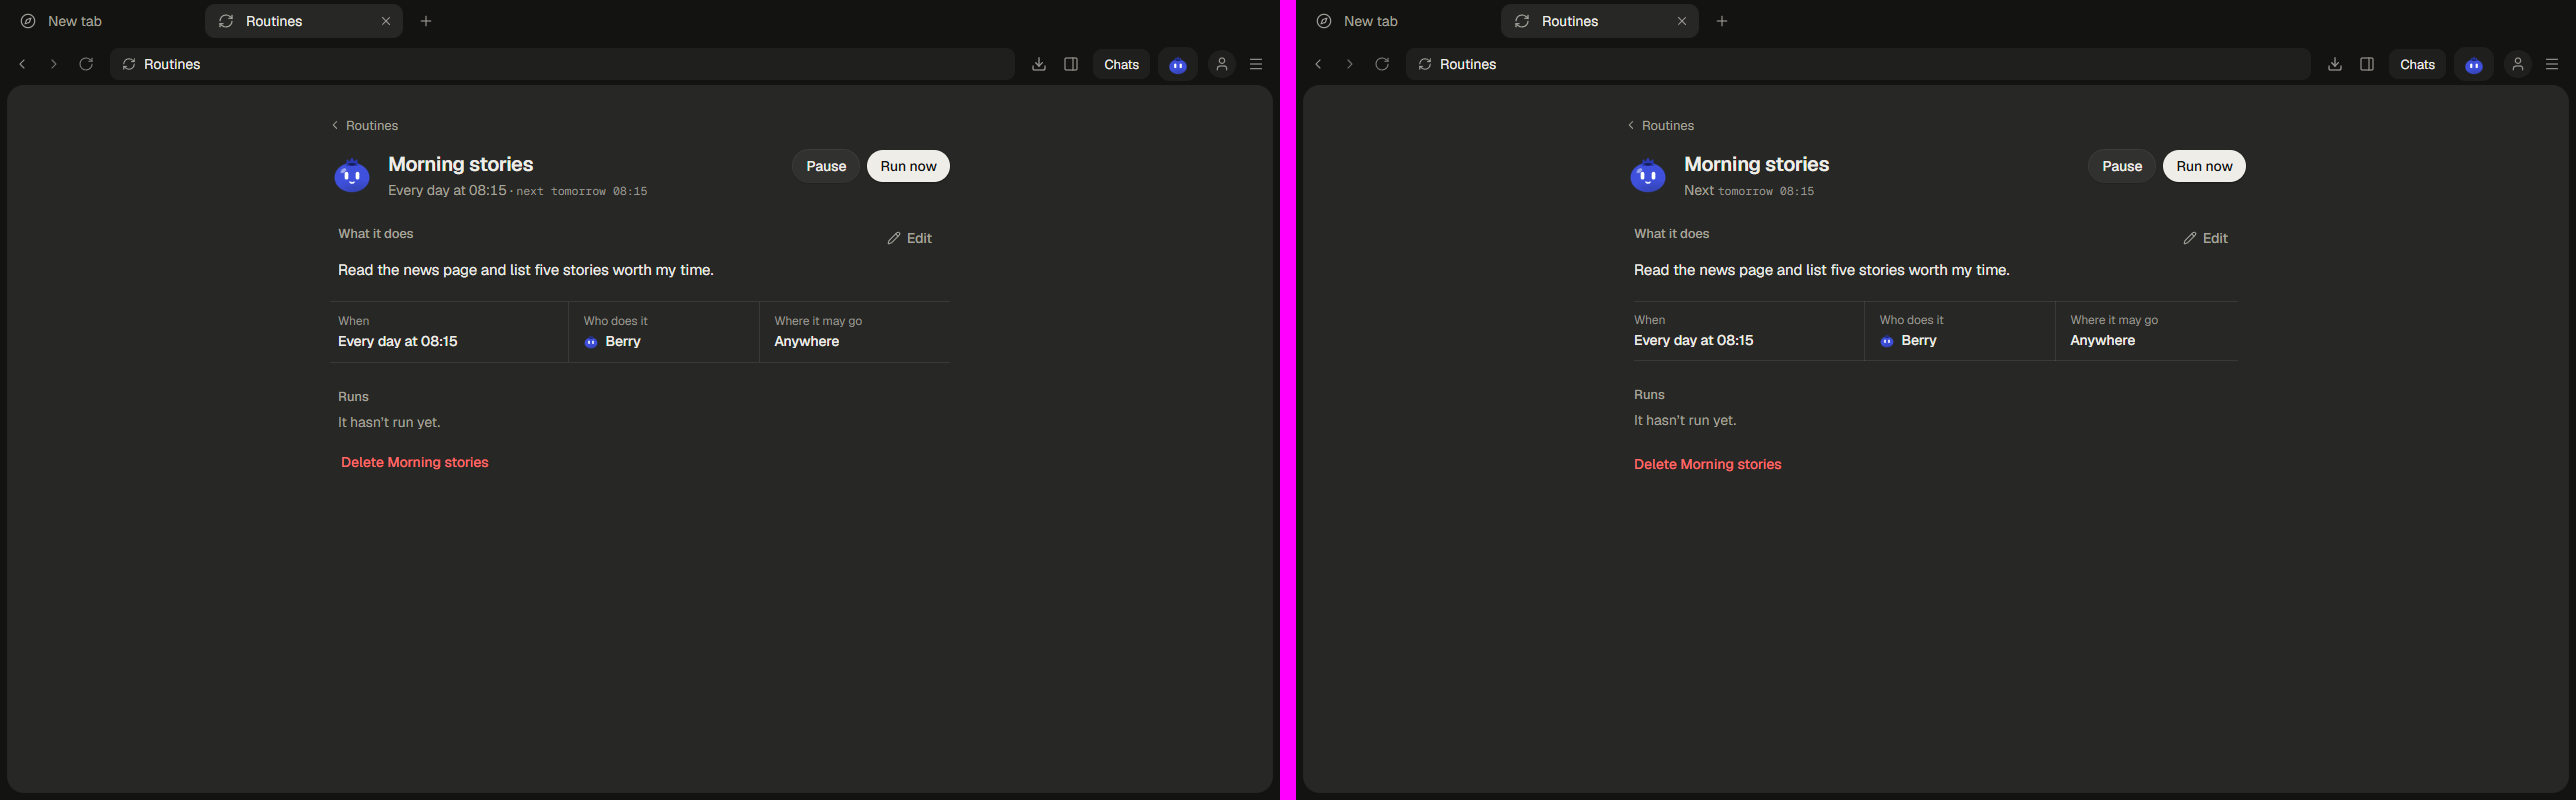 New tab
Routines
Routines
Chats
Routines
Morning stories
Pause
Run now
Every day at 08:15 · next tomorrow 08:15
What it does
Edit
Read the news page and list five stories worth my time.
When
Who does it
Where it may go
Every day at 08:15
Berry
Anywhere
Runs
It hasn't run yet.
Delete Morning stories
New tab
Routines
Routines
Chats
Routines
Morning stories
Pause
Run now
Next tomorrow 08:15
What it does
Edit
Read the news page and list five stories worth my time.
When
Who does it
Where it may go
Every day at 08:15
Berry
Anywhere
Runs
It hasn't run yet.
Delete Morning stories